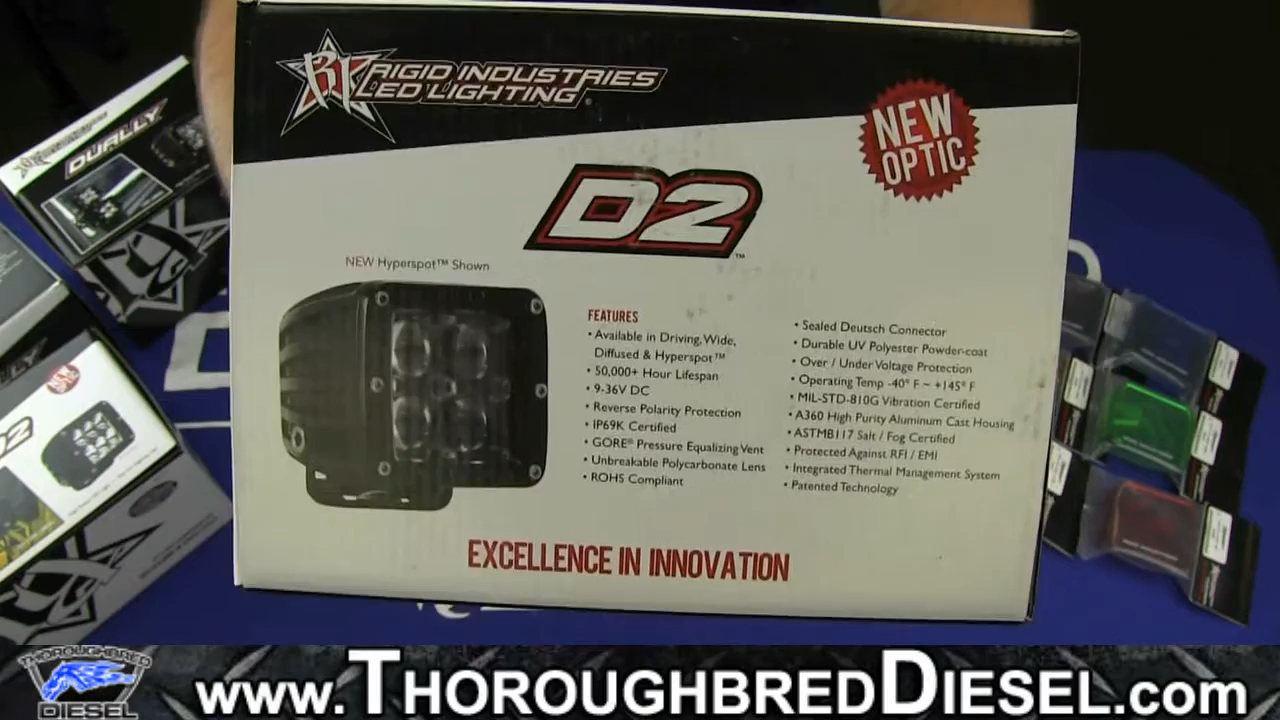 RIGID INDUSTRIES
LED LIGHTING
NEW
OPTIC
D2™
NEW Hyperspot™ Shown
FEATURES
• Available in Driving, Wide,
Diffused & Hyperspot™
• 50,000+ Hour Lifespan
• 9-36V DC
• Reverse Polarity Protection
• IP69K Certified
• GORE® Pressure Equalizing Vent
• Unbreakable Polycarbonate Lens
• ROHS Compliant
• Sealed Deutsch Connector
• Durable UV Polyester Powder-coat
• Over / Under Voltage Protection
• Operating Temp -40° F ~ +145° F
• MIL-STD-810G Vibration Certified
• A360 High Purity Aluminum Cast Housing
• ASTMB117 Salt / Fog Certified
• Protected Against RFI / EMI
• Integrated Thermal Management System
• Patented Technology
EXCELLENCE IN INNOVATION
DUALLY
D2
THOROUGHBRED
DIESEL
www.THOROUGHBREDDIESEL.com